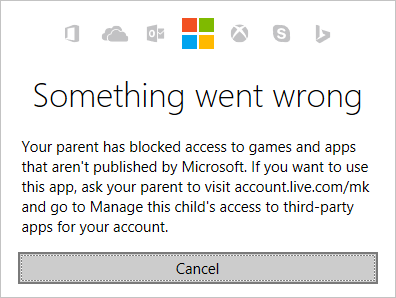 Something went wrong
Your parent has blocked access to games and apps
that aren't published by Microsoft. If you want to use
this app, ask your parent to visit account.live.com/mk
and go to Manage this child's access to third-party
apps for your account.
Cancel